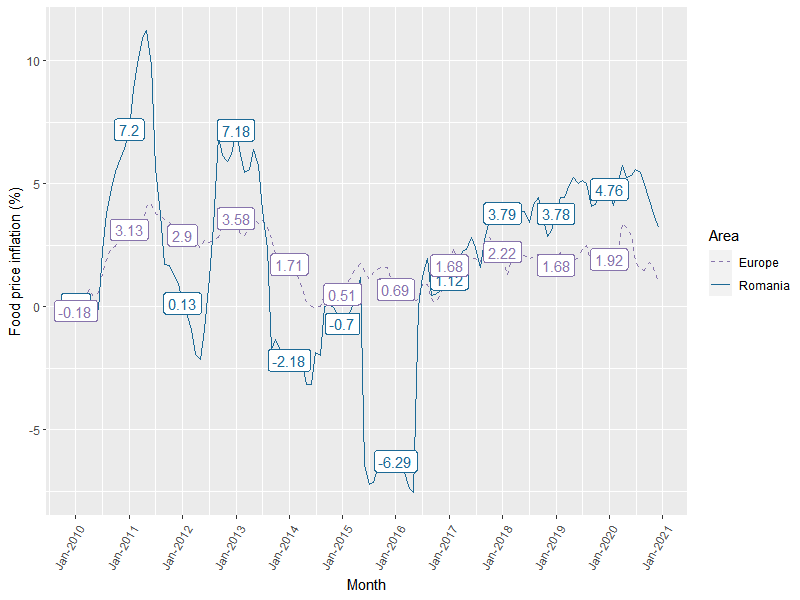 Food price inflation (%)
10
5
0
-5
7.2
7.18
3.13
2.9
3.58
1.71
-0.18
0.13
0.51
-0.7
0.69
-2.18
-6.29
1.68
1.12
3.79
2.22
3.78
1.68
4.76
1.92
Jan-2010
Jan-2011
Jan-2012
Jan-2013
Jan-2014
Jan-2015
Jan-2016
Jan-2017
Jan-2018
Jan-2019
Jan-2020
Jan-2021
Month
Area
Europe
Romania